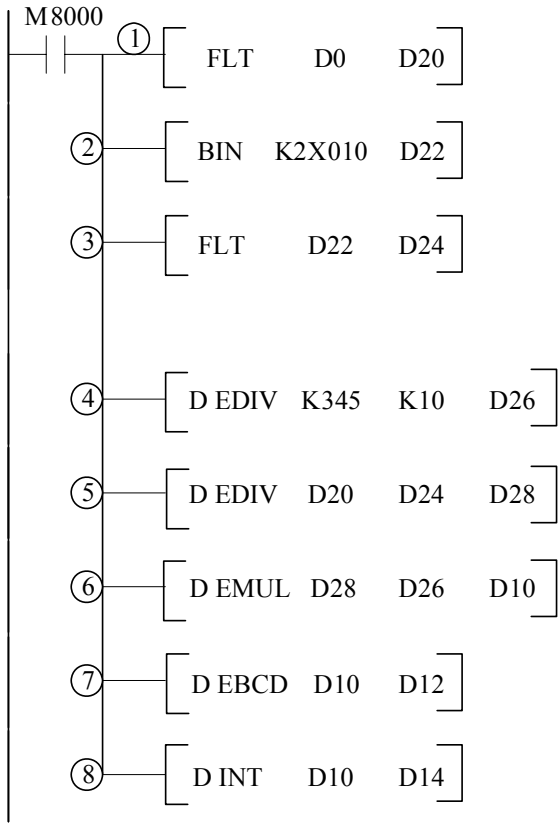 M8000
① FLT D0 D20
② BIN K2X010 D22
③ FLT D22 D24
④ D EDIV K345 K10 D26
⑤ D EDIV D20 D24 D28
⑥ D EMUL D28 D26 D10
⑦ D EBCD D10 D12
⑧ D INT D10 D14